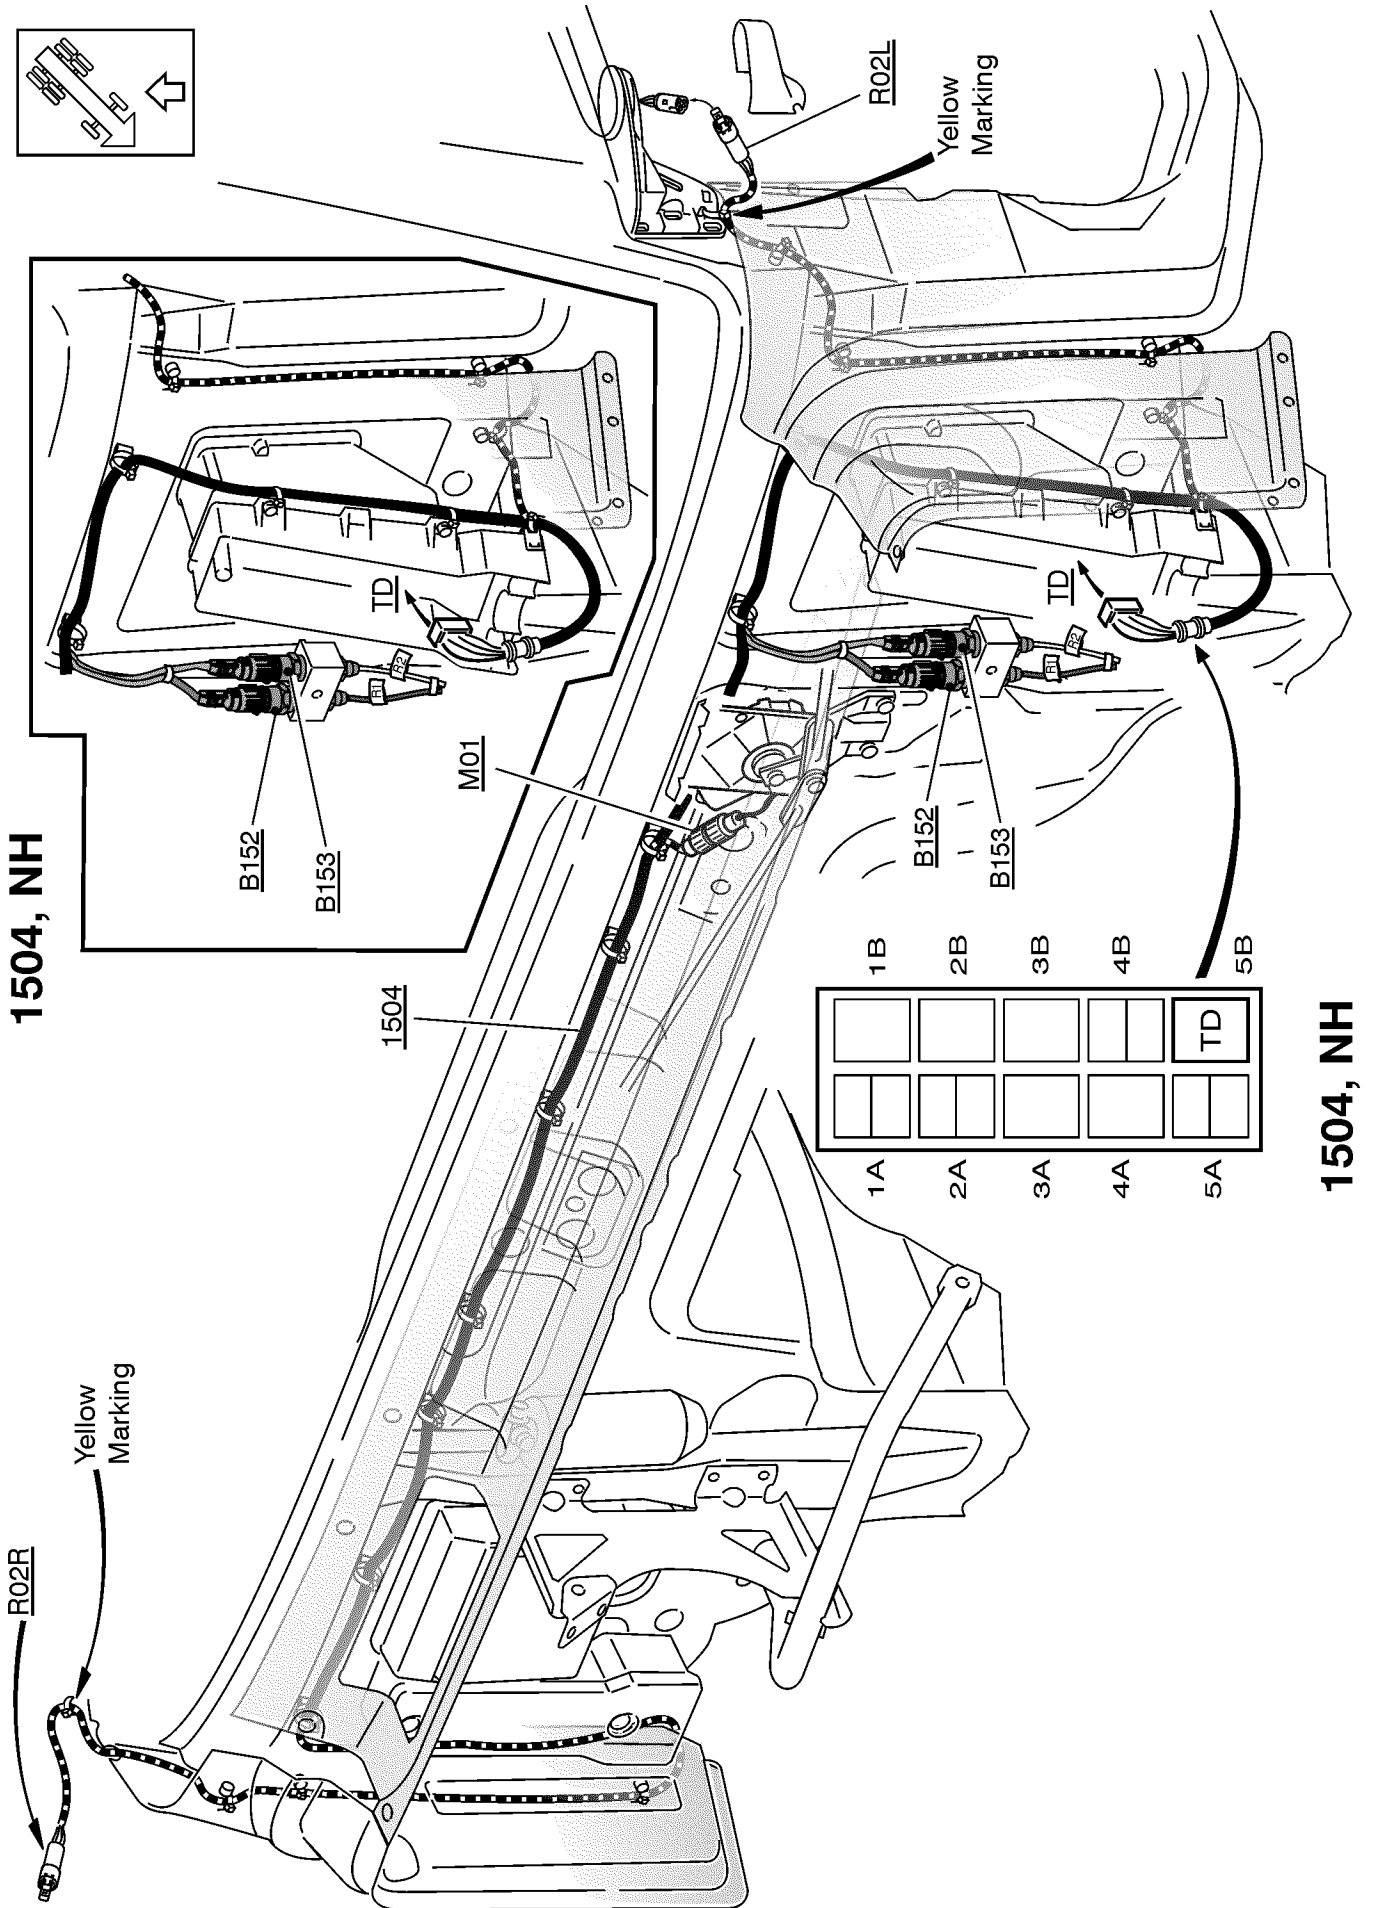 1504, NH
B152
B153
TD
R1
R2
R02L
Yellow
Marking
M01
1504
B152
B153
TD
R1
R2
R02R
Yellow
Marking
1A
2A
3A
4A
5A
1B
2B
3B
4B
5B
TD
1504, NH